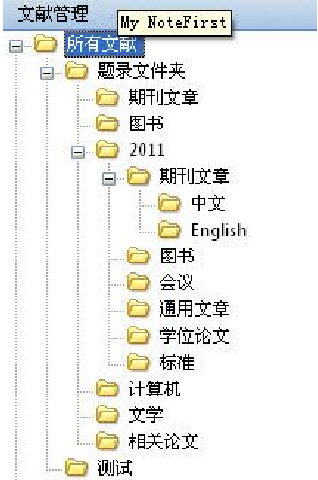 文献管理
My NoteFirst
所有文献
题录文件夹
期刊文章
图书
2011
期刊文章
中文
English
图书
会议
通用文章
学位论文
标准
计算机
文学
相关论文
测试